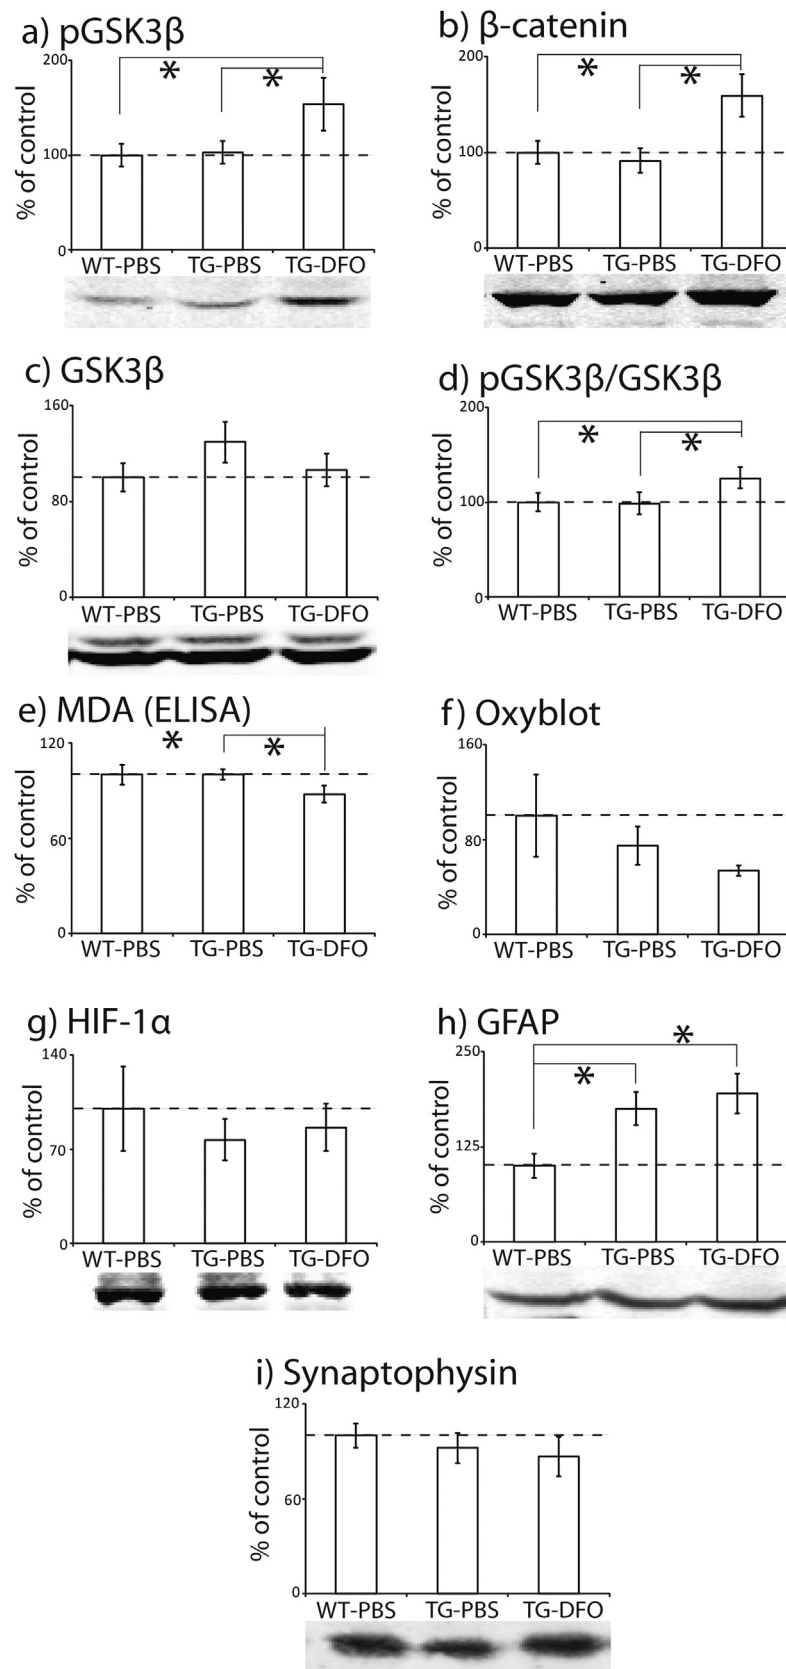 a) pGSK3β
200
100
0
% of control
*
*
WT-PBS TG-PBS TG-DFO
b) β-catenin
200
100
0
% of control
*
*
WT-PBS TG-PBS TG-DFO
c) GSK3β
160
80
0
% of control
WT-PBS TG-PBS TG-DFO
d) pGSK3β/GSK3β
200
100
0
% of control
*
*
WT-PBS TG-PBS TG-DFO
e) MDA (ELISA)
120
60
0
% of control
*
*
WT-PBS TG-PBS TG-DFO
f) Oxyblot
160
80
0
% of control
WT-PBS TG-PBS TG-DFO
g) HIF-1α
140
70
0
% of control
WT-PBS TG-PBS TG-DFO
h) GFAP
250
125
0
% of control
*
*
WT-PBS TG-PBS TG-DFO
i) Synaptophysin
120
60
0
% of control
WT-PBS TG-PBS TG-DFO